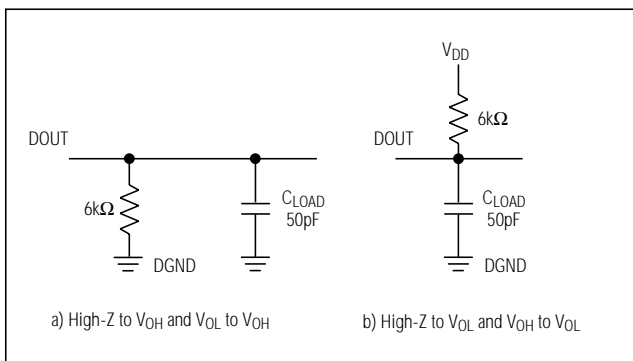 DOUT
6kΩ
DGND
CLOAD
50pF
a) High-Z to VOH and VOL to VOH
VDD
6kΩ
DOUT
CLOAD
50pF
DGND
b) High-Z to VOL and VOH to VOL